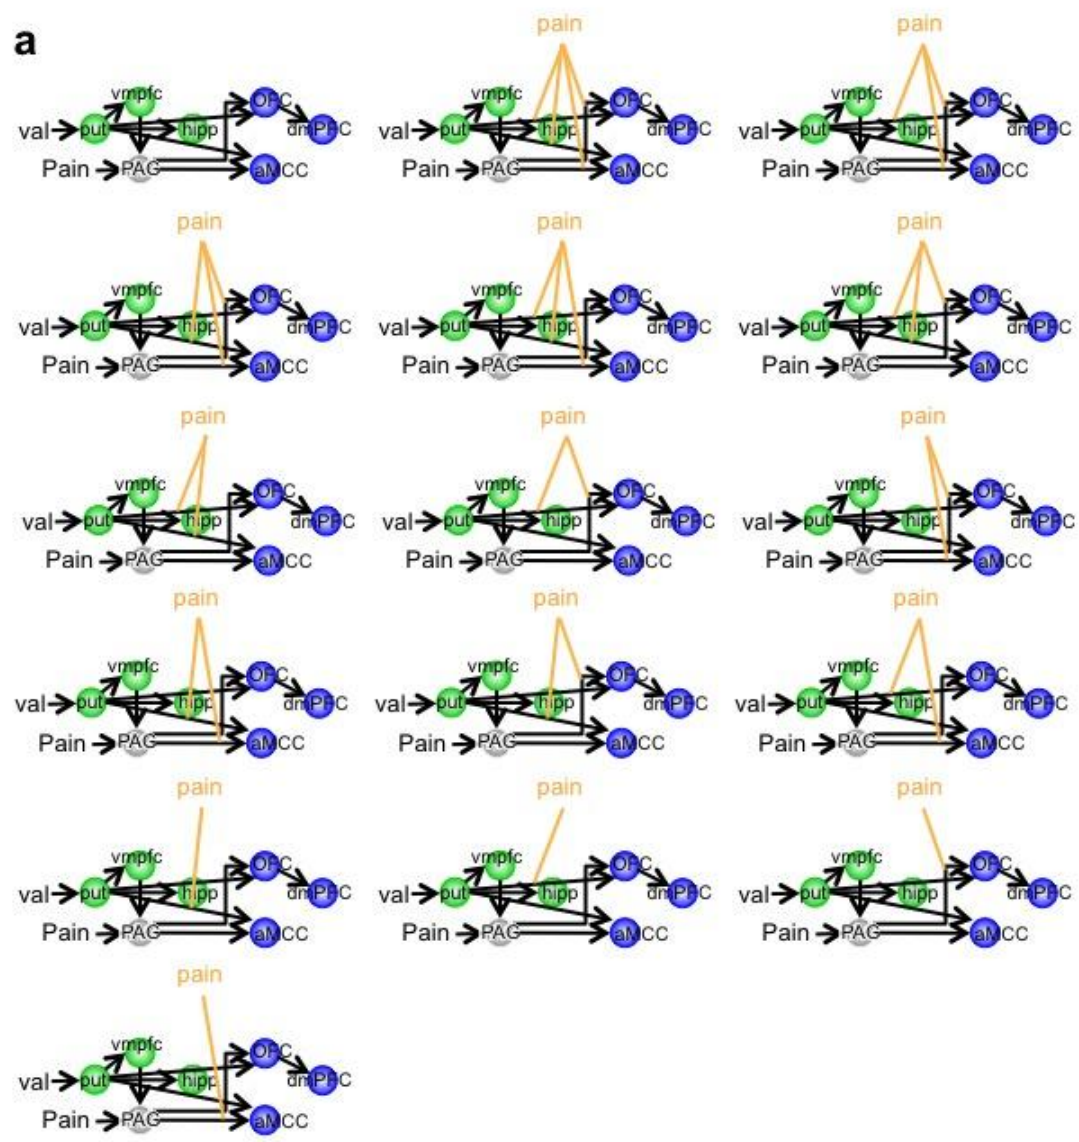 a
pain pain
vmpfc OFC vmpfc OFC vmpfc OFC
val put hipp dmPFC val put hipp dmPFC val put hipp dmPFC
Pain PAG aMCC Pain PAG aMCC Pain PAG aMCC
pain pain pain
vmpfc OFC vmpfc OFC vmpfc OFC
val put hipp dmPFC val put hipp dmPFC val put hipp dmPFC
Pain PAG aMCC Pain PAG aMCC Pain PAG aMCC
pain pain pain
vmpfc OFC vmpfc OFC vmpfc OFC
val put hipp dmPFC val put hipp dmPFC val put hipp dmPFC
Pain PAG aMCC Pain PAG aMCC Pain PAG aMCC
pain pain pain
vmpfc OFC vmpfc OFC vmpfc OFC
val put hipp dmPFC val put hipp dmPFC val put hipp dmPFC
Pain PAG aMCC Pain PAG aMCC Pain PAG aMCC
pain pain pain
vmpfc OFC vmpfc OFC vmpfc OFC
val put hipp dmPFC val put hipp dmPFC val put hipp dmPFC
Pain PAG aMCC Pain PAG aMCC Pain PAG aMCC
pain
vmpfc OFC
val put hipp dmPFC
Pain PAG aMCC